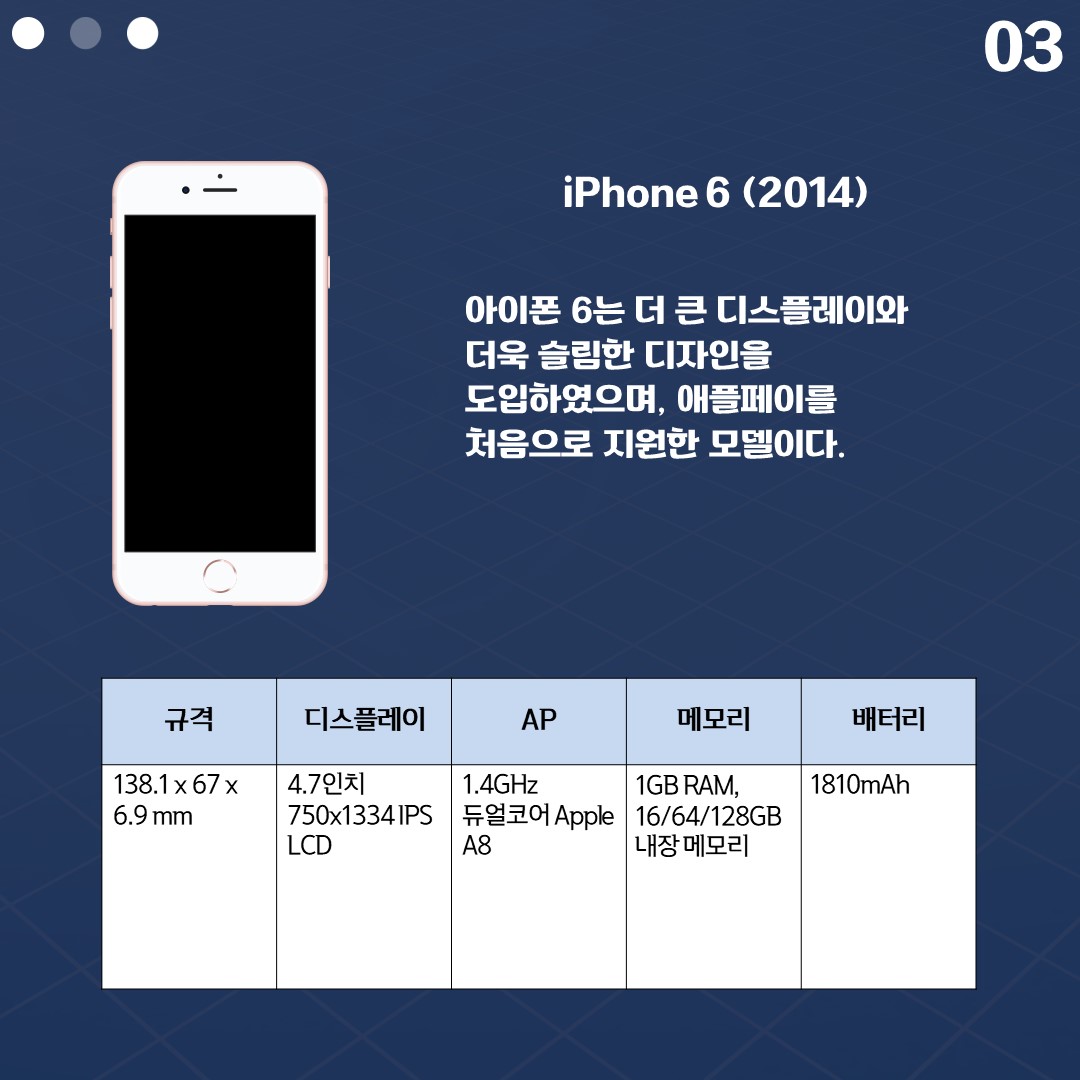 03
iPhone 6 (2014)
아이폰 6는 더 큰 디스플레이와
더욱 슬림한 디자인을
도입하였으며, 애플페이를
처음으로 지원한 모델이다.
규격
디스플레이
AP
메모리
배터리
138.1 x 67 x
6.9 mm
4.7인치
750x1334 IPS
LCD
1.4GHz
듀얼코어 Apple
A8
1GB RAM,
16/64/128GB
내장 메모리
1810mAh